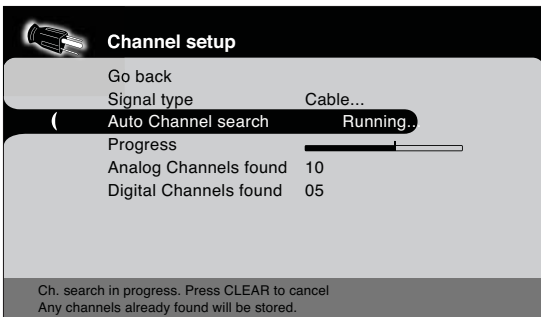 Channel setup
Go back
Signal type Cable...
Auto Channel search Running..
Progress
Analog Channels found 10
Digital Channels found 05
Ch. search in progress. Press CLEAR to cancel
Any channels already found will be stored.